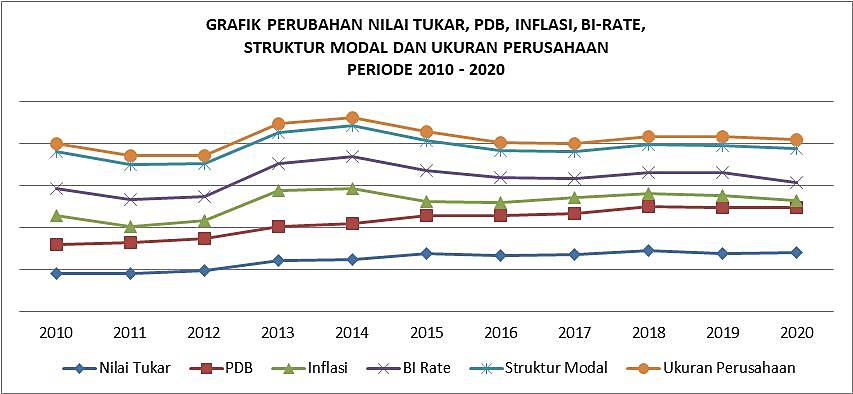 GRAFIK PERUBAHAN NILAI TUKAR, PDB, INFLASI, BI-RATE,
STRUKTUR MODAL DAN UKURAN PERUSAHAAN
PERIODE 2010 - 2020
2010 2011 2012 2013 2014 2015 2016 2017 2018 2019 2020
Nilai Tukar PDB Inflasi BI Rate Struktur Modal Ukuran Perusahaan